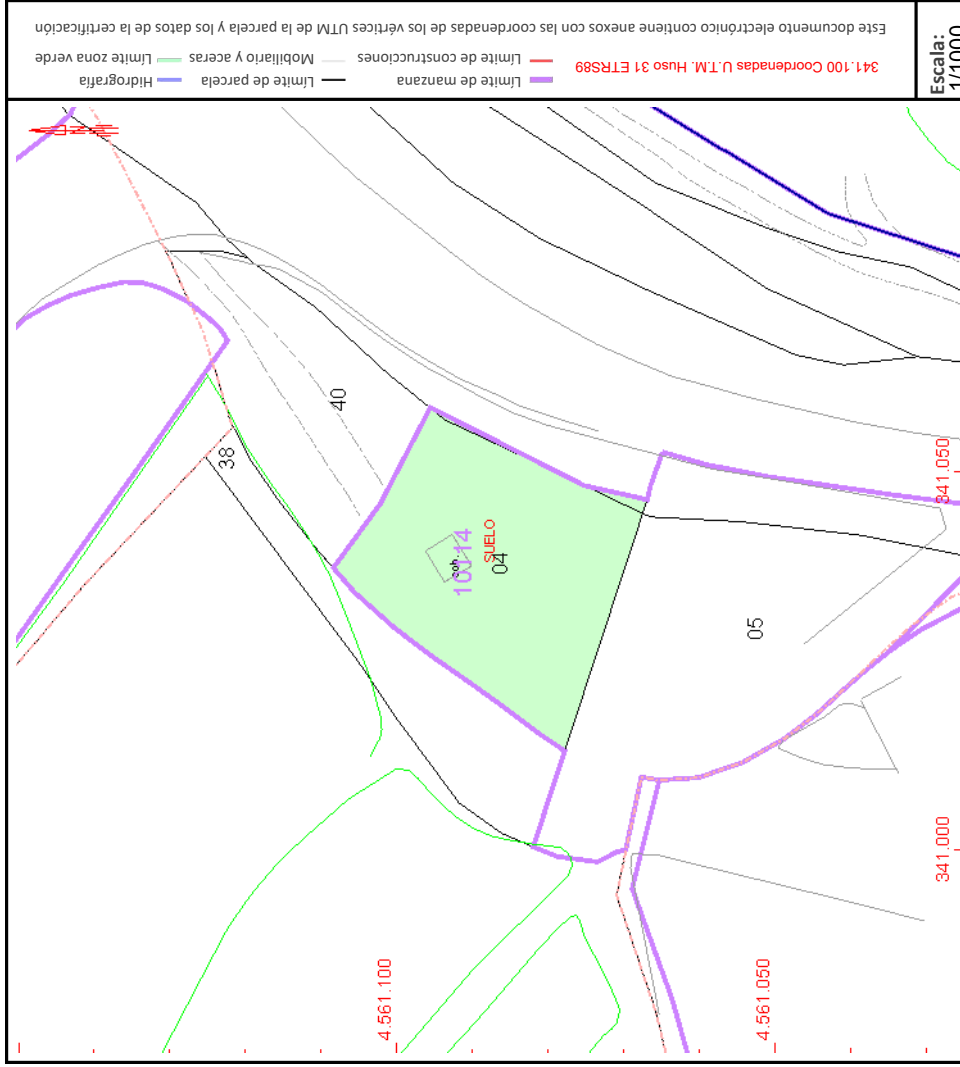 Este documento electrónico contiene anexos con las coordenadas de los vértices UTM de la parcela y los datos de la certificación
341.100 Coordenadas U.T.M. Huso 31 ETRS89
Límite de manzana
Límite de parcela
Límite de construcciones
Mobiliario y aceras
Límite zona verde
Hidrografía
Escala:
1/1000
38
40
10114
SUELO
04
05
4.561.100
4.561.050
341.050
341.000